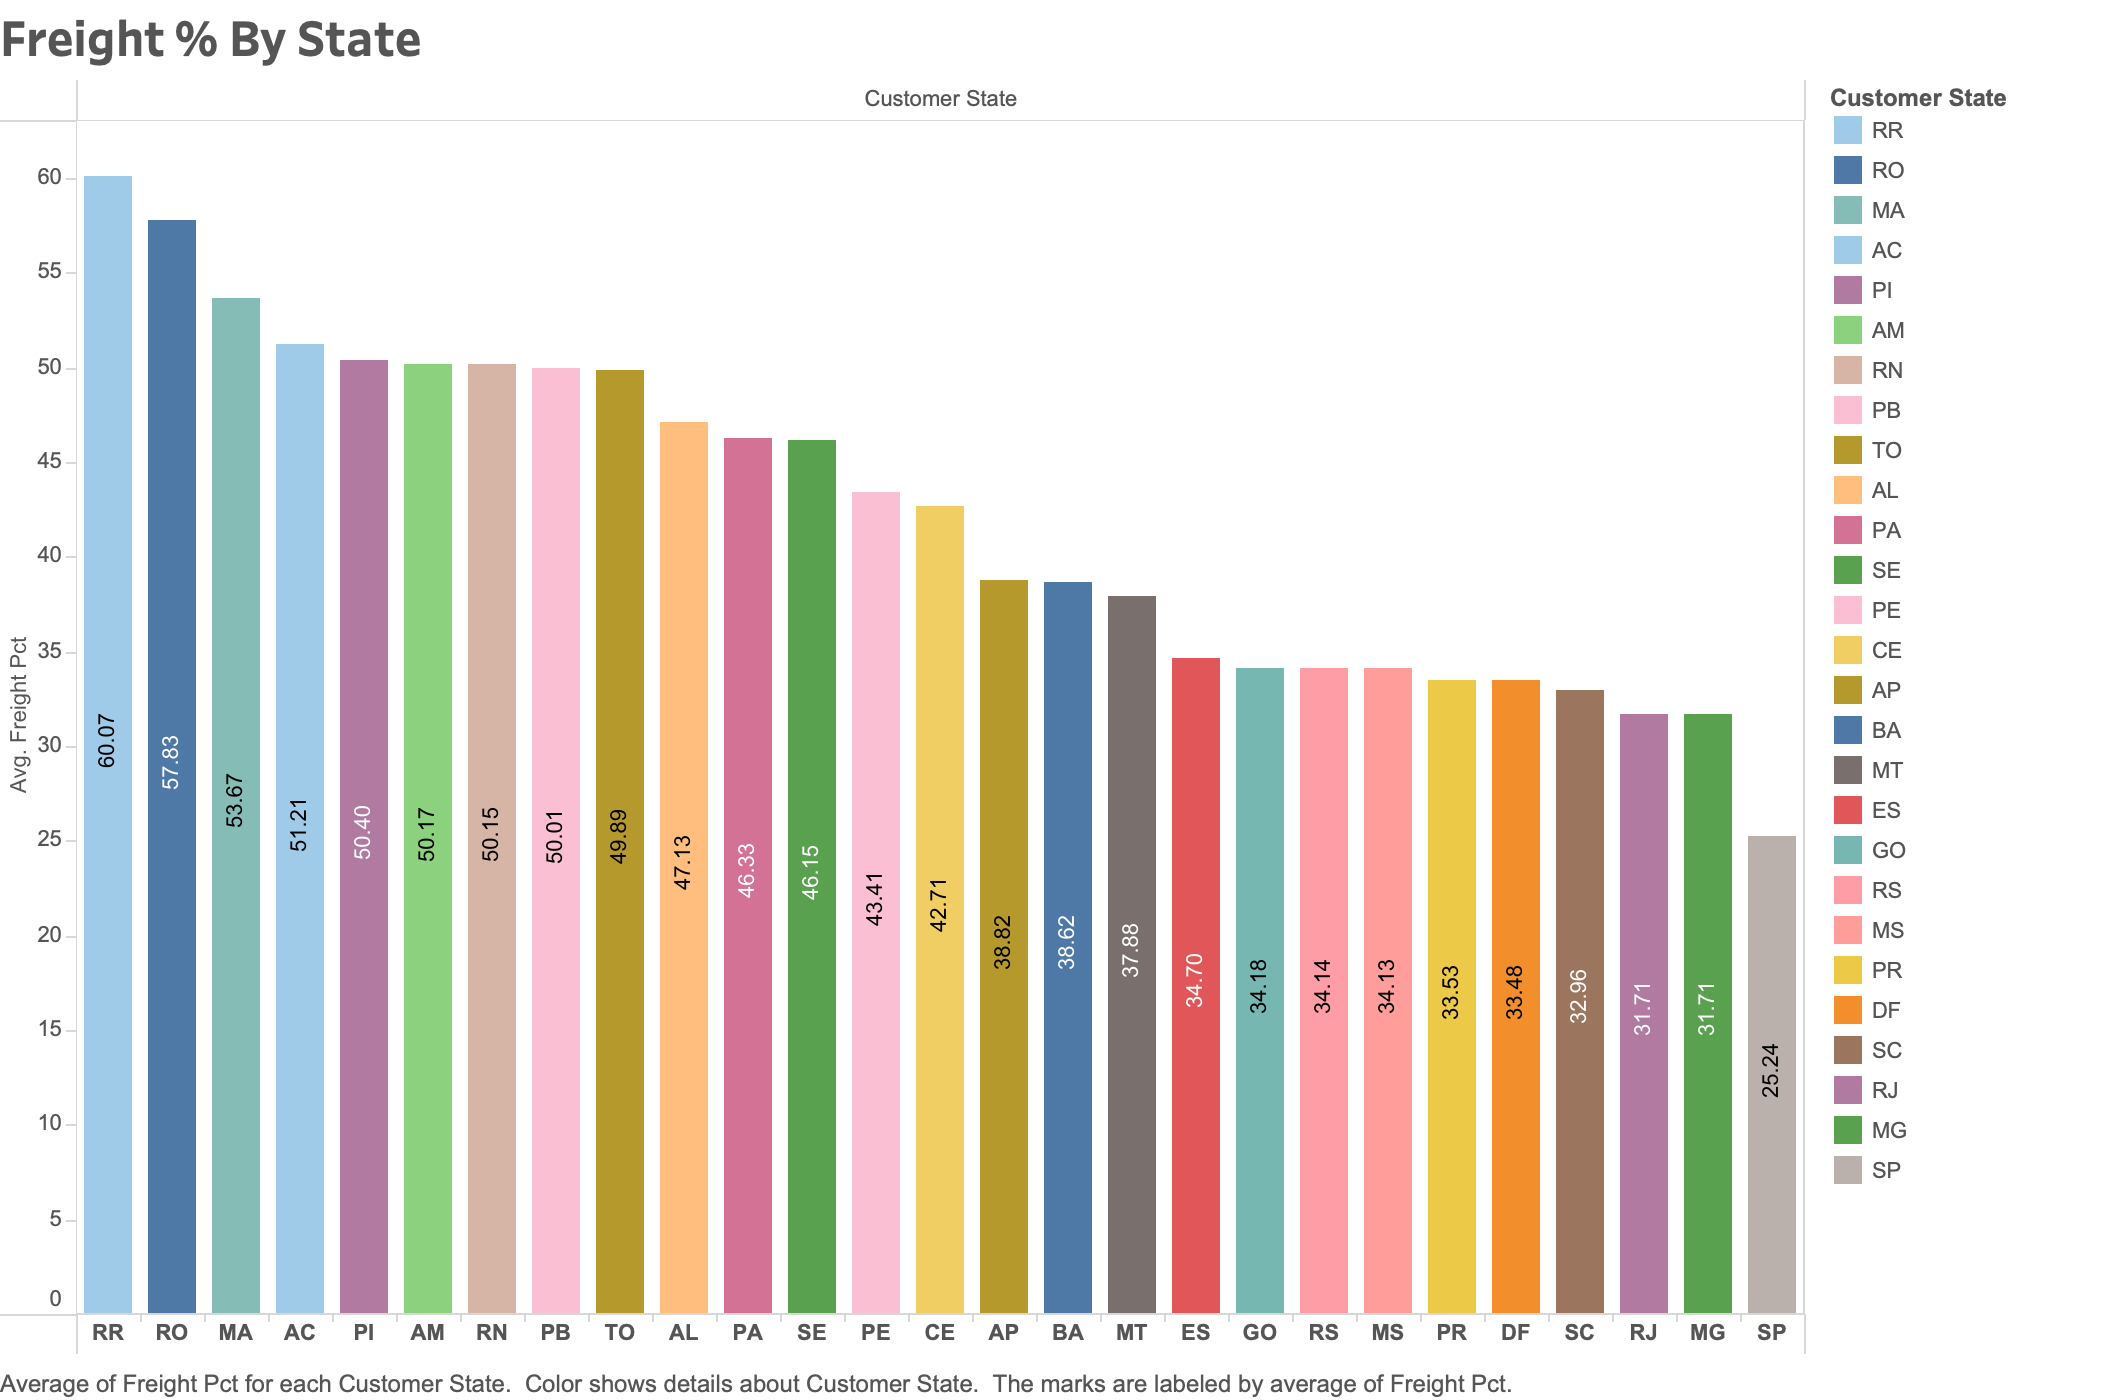 Freight % By State
Customer State
Customer State
RR
RO
MA
AC
PI
AM
RN
PB
TO
AL
PA
SE
PE
CE
AP
BA
MT
ES
GO
RS
MS
PR
DF
SC
RJ
MG
SP
Avg. Freight Pct
60
55
50
45
40
35
30
25
20
15
10
5
0
60.07
57.83
53.67
51.21
50.40
50.17
50.15
50.01
49.89
47.13
46.33
46.15
43.41
42.71
38.82
38.62
37.88
34.70
34.18
34.14
34.13
33.53
33.48
32.96
31.71
31.71
25.24
RR RO MA AC PI AM RN PB TO AL PA SE PE CE AP BA MT ES GO RS MS PR DF SC RJ MG SP
Average of Freight Pct for each Customer State.  Color shows details about Customer State.  The marks are labeled by average of Freight Pct.